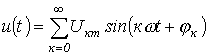 u(t) = ∑_{κ=0}^{∞} U_{κm} sin(κωt + φ_κ)